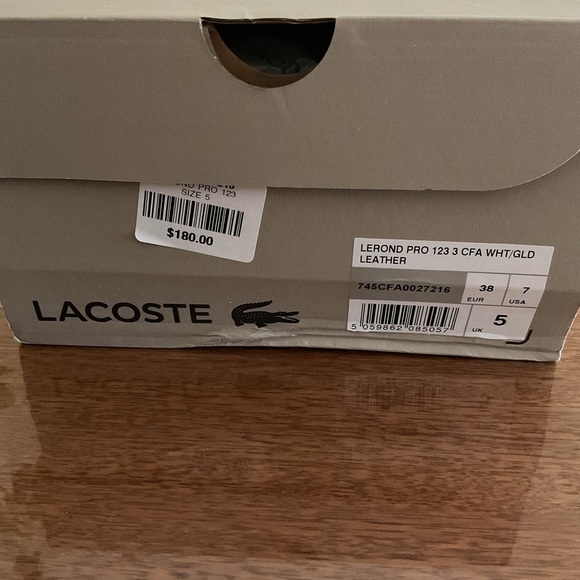 OND PRO 123
SIZE 5
$180.00
LEROND PRO 123 3 CFA WHT/GLD
LEATHER
745CFA0027216
38
EUR
7
USA
5 059862 085057
UK
5
LACOSTE